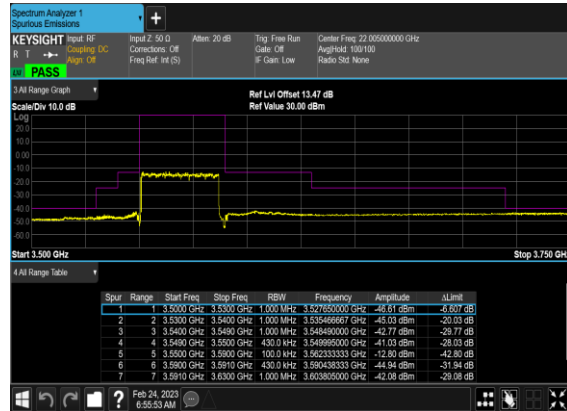 Spectrum Analyzer 1
Spurious Emissions
KEYSIGHT Input: RF
R T Coupling: DC
Align: Off
Input Z: 50 Ω
Corrections: Off
Freq Ref: Int (S)
Atten: 20 dB
Trig: Free Run
Gate: Off
IF Gain: Low
Center Freq: 22.005000000 GHz
Avg|Hold: 100/100
Radio Std: None
PASS
3 All Range Graph
Ref Lvl Offset 13.47 dB
Scale/Div 10.0 dB Ref Value 30.00 dBm
Log
20.0
10.0
0.00
-10.0
-20.0
-30.0
-40.0
-50.0
-60.0
Start 3.500 GHz Stop 3.750 GHz
4 All Range Table
Spur Range Start Freq Stop Freq RBW Frequency Amplitude ΔLimit
1 1 3.5000 GHz 3.5300 GHz 1.000 MHz 3.527650000 GHz -46.61 dBm -6.607 dB
2 2 3.5300 GHz 3.5400 GHz 1.000 MHz 3.535466667 GHz -45.03 dBm -20.03 dB
3 3 3.5400 GHz 3.5490 GHz 1.000 MHz 3.548490000 GHz -42.77 dBm -29.77 dB
4 4 3.5490 GHz 3.5500 GHz 430.0 kHz 3.549995000 GHz -41.03 dBm -28.03 dB
5 5 3.5500 GHz 3.5900 GHz 100.0 kHz 3.562333333 GHz -12.80 dBm -42.80 dB
6 6 3.5900 GHz 3.5910 GHz 430.0 kHz 3.590438333 GHz -44.94 dBm -31.94 dB
7 7 3.5910 GHz 3.6300 GHz 1.000 MHz 3.603805000 GHz -42.08 dBm -29.08 dB
?
Feb 24, 2023
6:55:53 AM